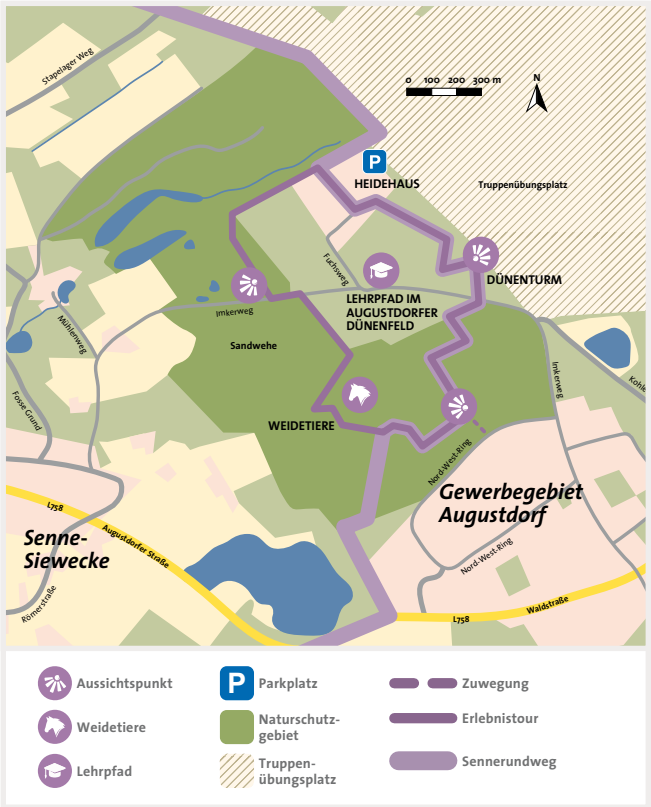 Stapelager Weg
0 100 200 300 m
N
P
HEIDEHAUS
Truppenübungsplatz
Fuchsweg
DÜNENTURM
LEHRPFAD IM
AUGUSTDORFER
DÜNENFELD
Imkerweg
Mühlenweg
Sandwehe
Imkerweg
Kohl
Fosse Grund
WEIDETIERE
Nord-West-Ring
Gewerbegebiet
Augustdorf
L758
Augustdorfer Straße
Senne-
Siewecke
Nord-West-Ring
Römerstraße
L758
Waldstraße
Aussichtspunkt
P
Parkplatz
Zuwegung
Weidetiere
Naturschutz-
gebiet
Erlebnistour
Lehrpfad
Truppen-
übungsplatz
Sennerundweg